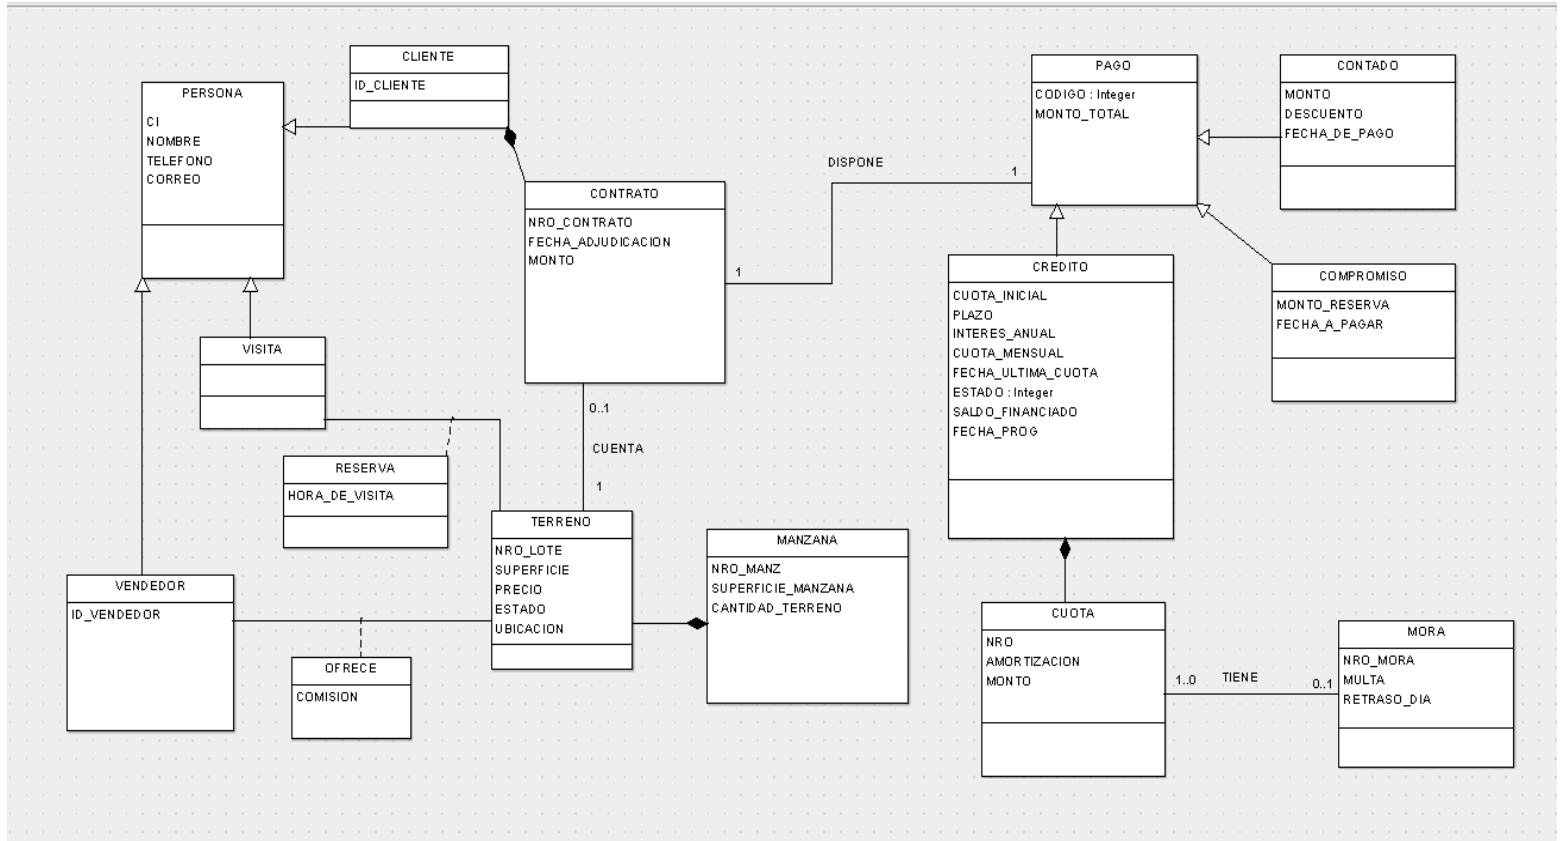 CLIENTE
ID_CLIENTE
PERSONA
CI
NOMBRE
TELEFONO
CORREO
CONTRATO
NRO_CONTRATO
FECHA_ADJUDICACION
MONTO
DISPONE
1
1
PAGO
CODIGO : Integer
MONTO_TOTAL
CONTADO
MONTO
DESCUENTO
FECHA_DE_PAGO
CREDITO
CUOTA_INICIAL
PLAZO
INTERES_ANUAL
CUOTA_MENSUAL
FECHA_ULTIMA_CUOTA
ESTADO : Integer
SALDO_FINANCIADO
FECHA_PROG
COMPROMISO
MONTO_RESERVA
FECHA_A_PAGAR
VISITA
0..1
CUENTA
1
RESERVA
HORA_DE_VISITA
TERRENO
NRO_LOTE
SUPERFICIE
PRECIO
ESTADO
UBICACION
MANZANA
NRO_MANZ
SUPERFICIE_MANZANA
CANTIDAD_TERRENO
VENDEDOR
ID_VENDEDOR
OFRECE
COMISION
CUOTA
NRO
AMORTIZACION
MONTO
1..0
TIENE
0..1
MORA
NRO_MORA
MULTA
RETRASO_DIA